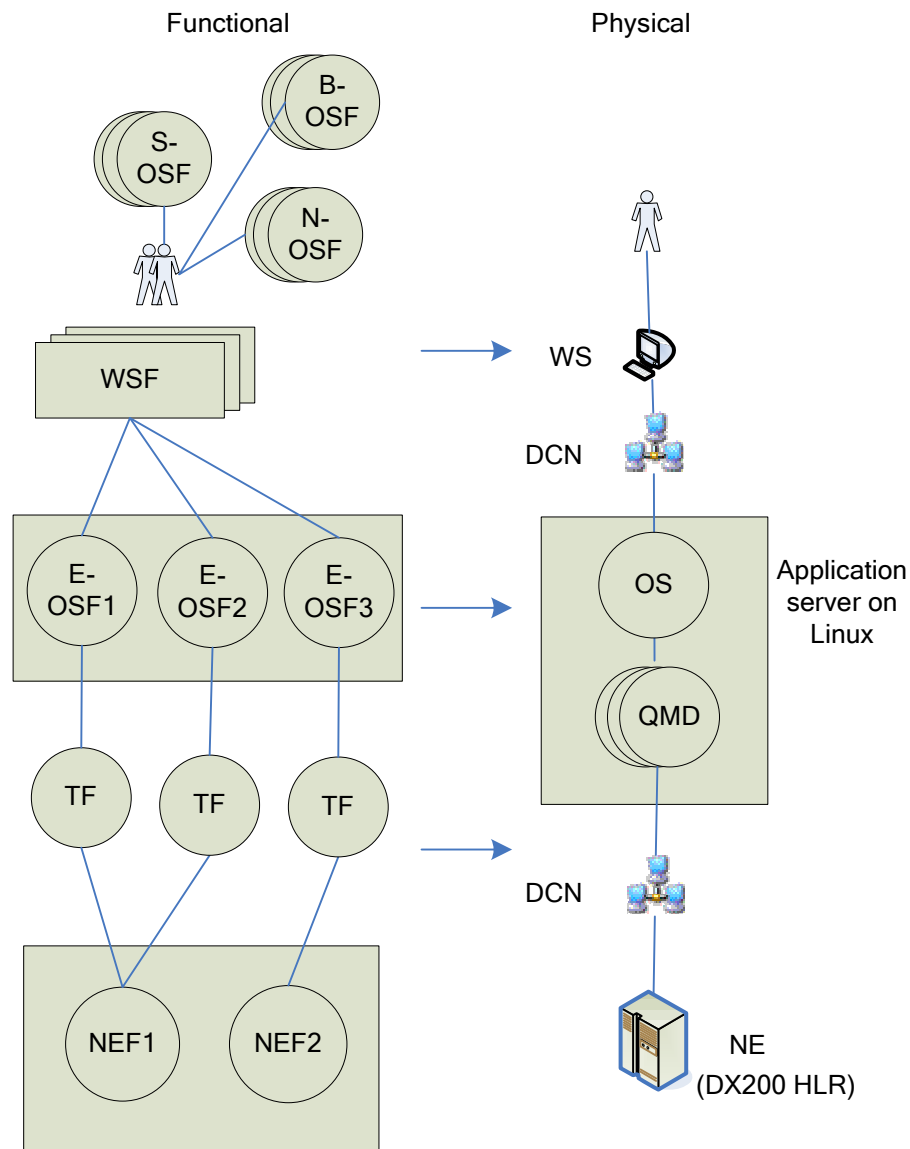 Functional
Physical
B-
OSF
S-
OSF
N-
OSF
WSF
WS
DCN
E-
OSF1
E-
OSF2
E-
OSF3
OS
Application
server on
Linux
QMD
TF
TF
TF
DCN
NEF1
NEF2
NE
(DX200 HLR)